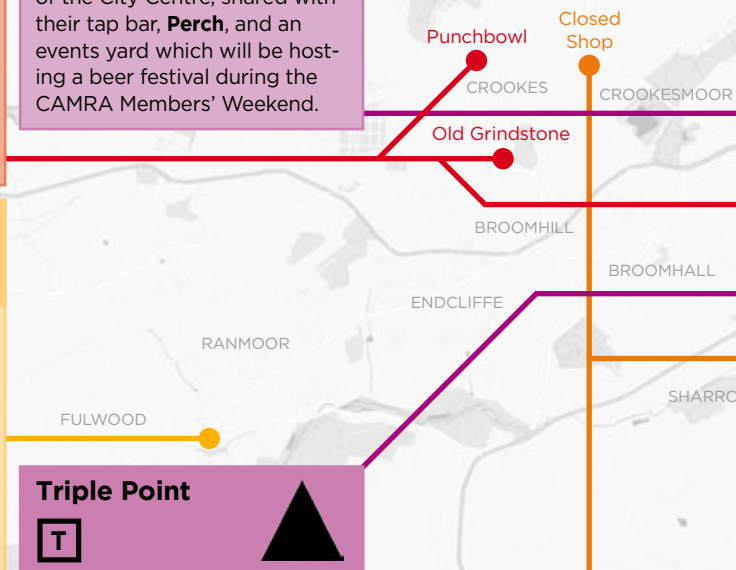 of the City Centre, shared with
their tap bar, Perch, and an
events yard which will be host-
ing a beer festival during the
CAMRA Members' Weekend.
Closed
Shop
Punchbowl
CROOKES
CROOKESMOOR
Old Grindstone
BROOMHILL
BROOMHALL
ENDCLIFFE
RANMOOR
SHARRO
FULWOOD
Triple Point
T